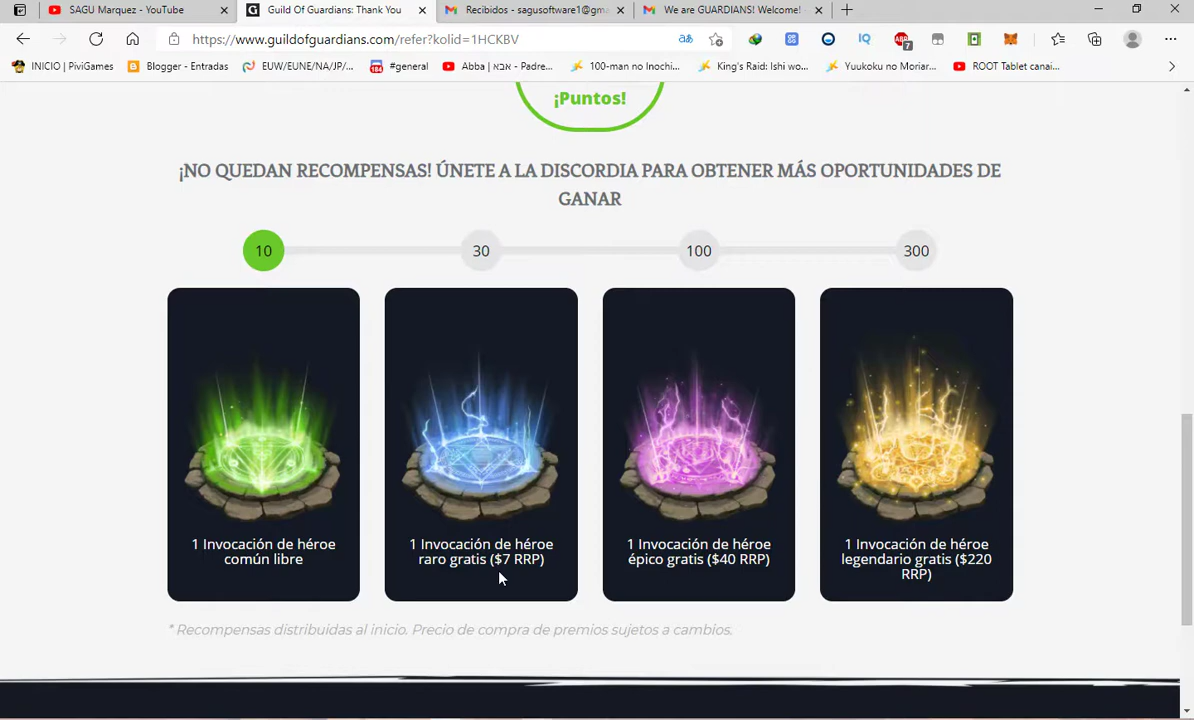 SAGU Marquez - YouTube
Guild Of Guardians: Thank You
Recibidos - sagusoftware1@gma
We are GUARDIANS! Welcome! -
https://www.guildofguardians.com/refer?kolid=1HCKBV
INICIO | PiviGames
Blogger - Entradas
EUW/EUNE/NA/JP/...
#general
Abba | אבא - Padre...
100-man no Inochi...
King's Raid: Ishi wo...
Yuukoku no Moriar...
ROOT Tablet canai...
¡Puntos!
¡NO QUEDAN RECOMPENSAS! ÚNETE A LA DISCORDIA PARA OBTENER MÁS OPORTUNIDADES DE
GANAR
10
30
100
300
1 Invocación de héroe
común libre
1 Invocación de héroe
raro gratis ($7 RRP)
1 Invocación de héroe
épico gratis ($40 RRP)
1 Invocación de héroe
legendario gratis ($220
RRP)
* Recompensas distribuidas al inicio. Precio de compra de premios sujetos a cambios.